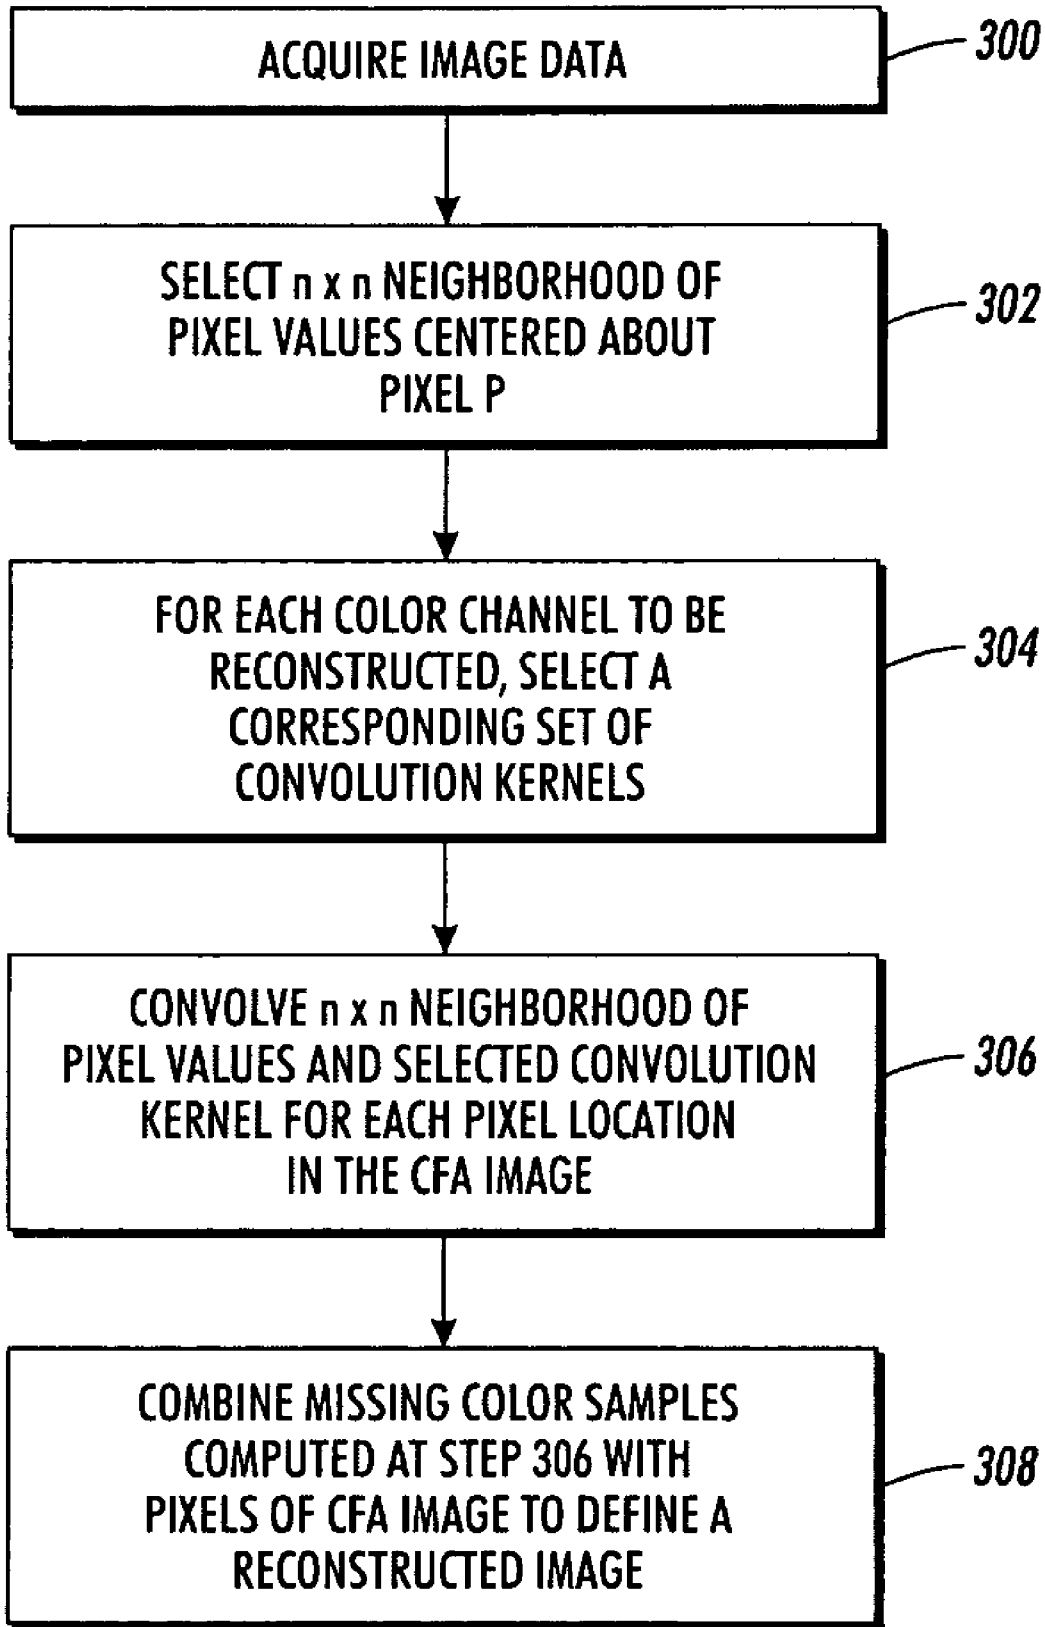 ACQUIRE IMAGE DATA
300
SELECT n x n NEIGHBORHOOD OF
PIXEL VALUES CENTERED ABOUT
PIXEL P
302
FOR EACH COLOR CHANNEL TO BE
RECONSTRUCTED, SELECT A
CORRESPONDING SET OF
CONVOLUTION KERNELS
304
CONVOLVE n x n NEIGHBORHOOD OF
PIXEL VALUES AND SELECTED CONVOLUTION
KERNEL FOR EACH PIXEL LOCATION
IN THE CFA IMAGE
306
COMBINE MISSING COLOR SAMPLES
COMPUTED AT STEP 306 WITH
PIXELS OF CFA IMAGE TO DEFINE A
RECONSTRUCTED IMAGE
308